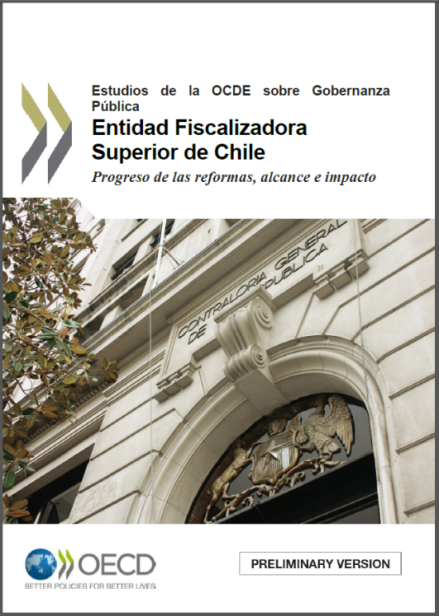 Estudios de la OCDE sobre Gobernanza
Pública
Entidad Fiscalizadora
Superior de Chile
Progreso de las reformas, alcance e impacto
CONTRALORIA GENERAL
DE LA REPUBLICA
OECD
BETTER POLICIES FOR BETTER LIVES
PRELIMINARY VERSION